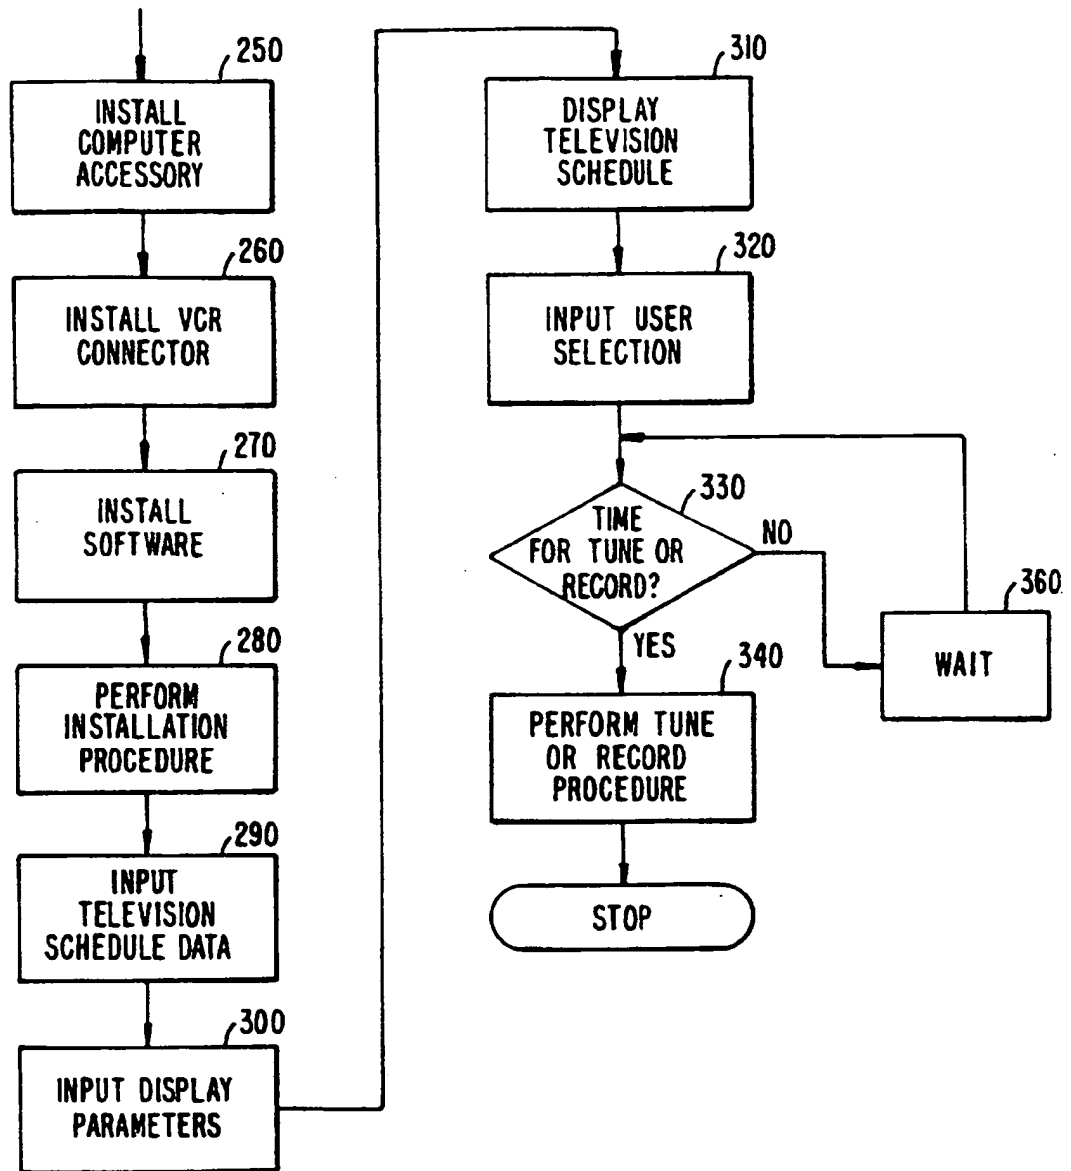 250
INSTALL
COMPUTER
ACCESSORY
260
INSTALL VCR
CONNECTOR
270
INSTALL
SOFTWARE
280
PERFORM
INSTALLATION
PROCEDURE
290
INPUT
TELEVISION
SCHEDULE DATA
300
INPUT DISPLAY
PARAMETERS
310
DISPLAY
TELEVISION
SCHEDULE
320
INPUT USER
SELECTION
330
TIME
FOR TUNE OR
RECORD?
NO
YES
360
WAIT
340
PERFORM TUNE
OR RECORD
PROCEDURE
STOP